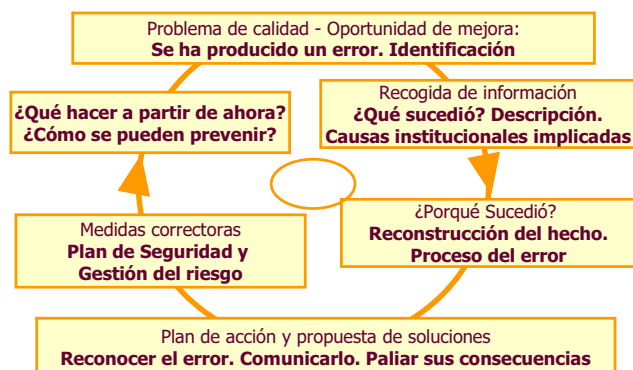 Problema de calidad - Oportunidad de mejora:
Se ha producido un error. Identificación
Recogida de información
¿Qué sucedió? Descripción.
Causas institucionales implicadas
¿Porqué Sucedió?
Reconstrucción del hecho.
Proceso del error
Plan de acción y propuesta de soluciones
Reconocer el error. Comunicarlo. Paliar sus consecuencias
Medidas correctoras
Plan de Seguridad y
Gestión del riesgo
¿Qué hacer a partir de ahora?
¿Cómo se pueden prevenir?